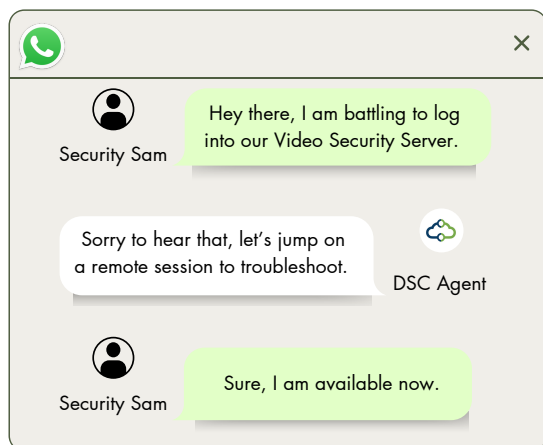 Security Sam
Hey there, I am battling to log
into our Video Security Server.
Sorry to hear that, let's jump on
a remote session to troubleshoot.
DSC Agent
Security Sam
Sure, I am available now.